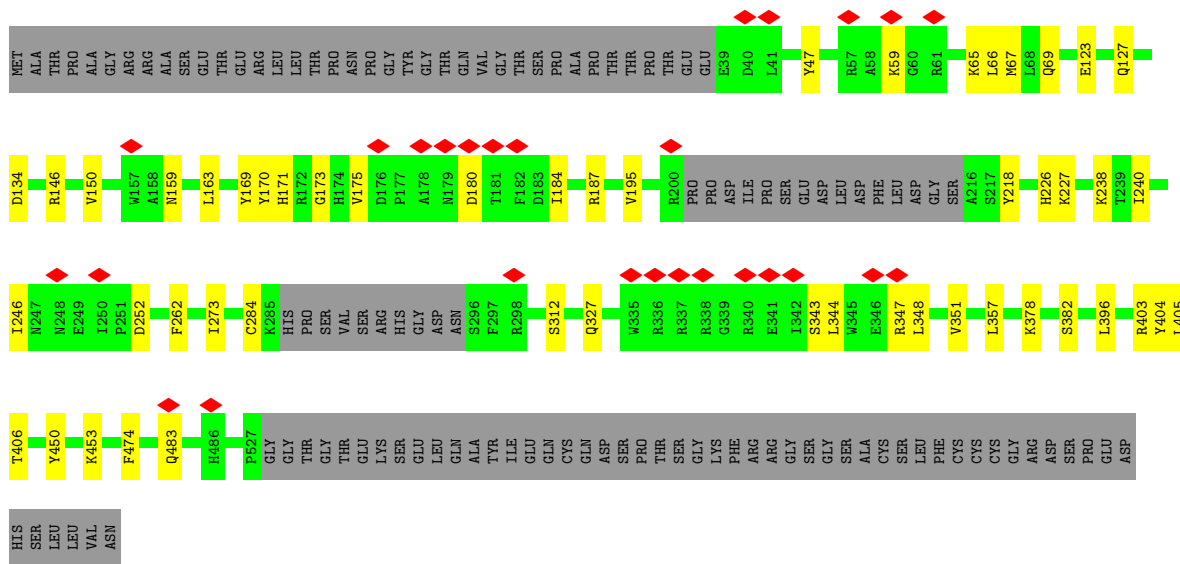 MET ALA THR PRO ALA GLY ARG ARG ALA SER GLU THR GLU ARG LEU LEU THR PRO ASN PRO GLY TYR GLY THR GLN VAL GLY THR SER PRO ALA PRO THR THR PRO THR GLU GLU E39 D40 L41 Y47 R57 A58 K59 G60 R61 K65 L66 M67 L68 Q69 E123 Q127
D134 R146 V150 W157 A158 N159 L163 Y169 Y170 H171 R172 G173 H174 V175 D176 P177 A178 N179 D180 T181 F182 D183 I184 R187 V195 R200 PRO PRO ASP ILE PRO SER GLU ASP LEU ASP PHE LEU ASP GLY SER A216 S217 Y218 H226 K227 K238 T239 I240
I246 N247 N248 E249 I250 P251 D252 F262 I273 C284 K285 HIS PRO SER VAL SER ARG HIS GLY ASP ASN S296 F297 R298 S312 Q327 W335 R336 R337 R338 G339 R340 E341 I342 S343 L344 W345 E346 R347 L348 V351 L357 K378 S382 L396 R403 Y404 L405
T406 Y450 K453 F474 Q483 H486 P527 GLY GLY THR GLY THR GLU LYS SER GLU LEU GLN ALA TYR ILE GLU GLN CYS GLN ASP SER PRO THR SER GLY LYS PHE ARG ARG GLY SER GLY SER ALA CYS SER LEU PHE CYS CYS CYS GLY ARG ASP SER PRO GLU ASP
HIS SER LEU LEU VAL ASN